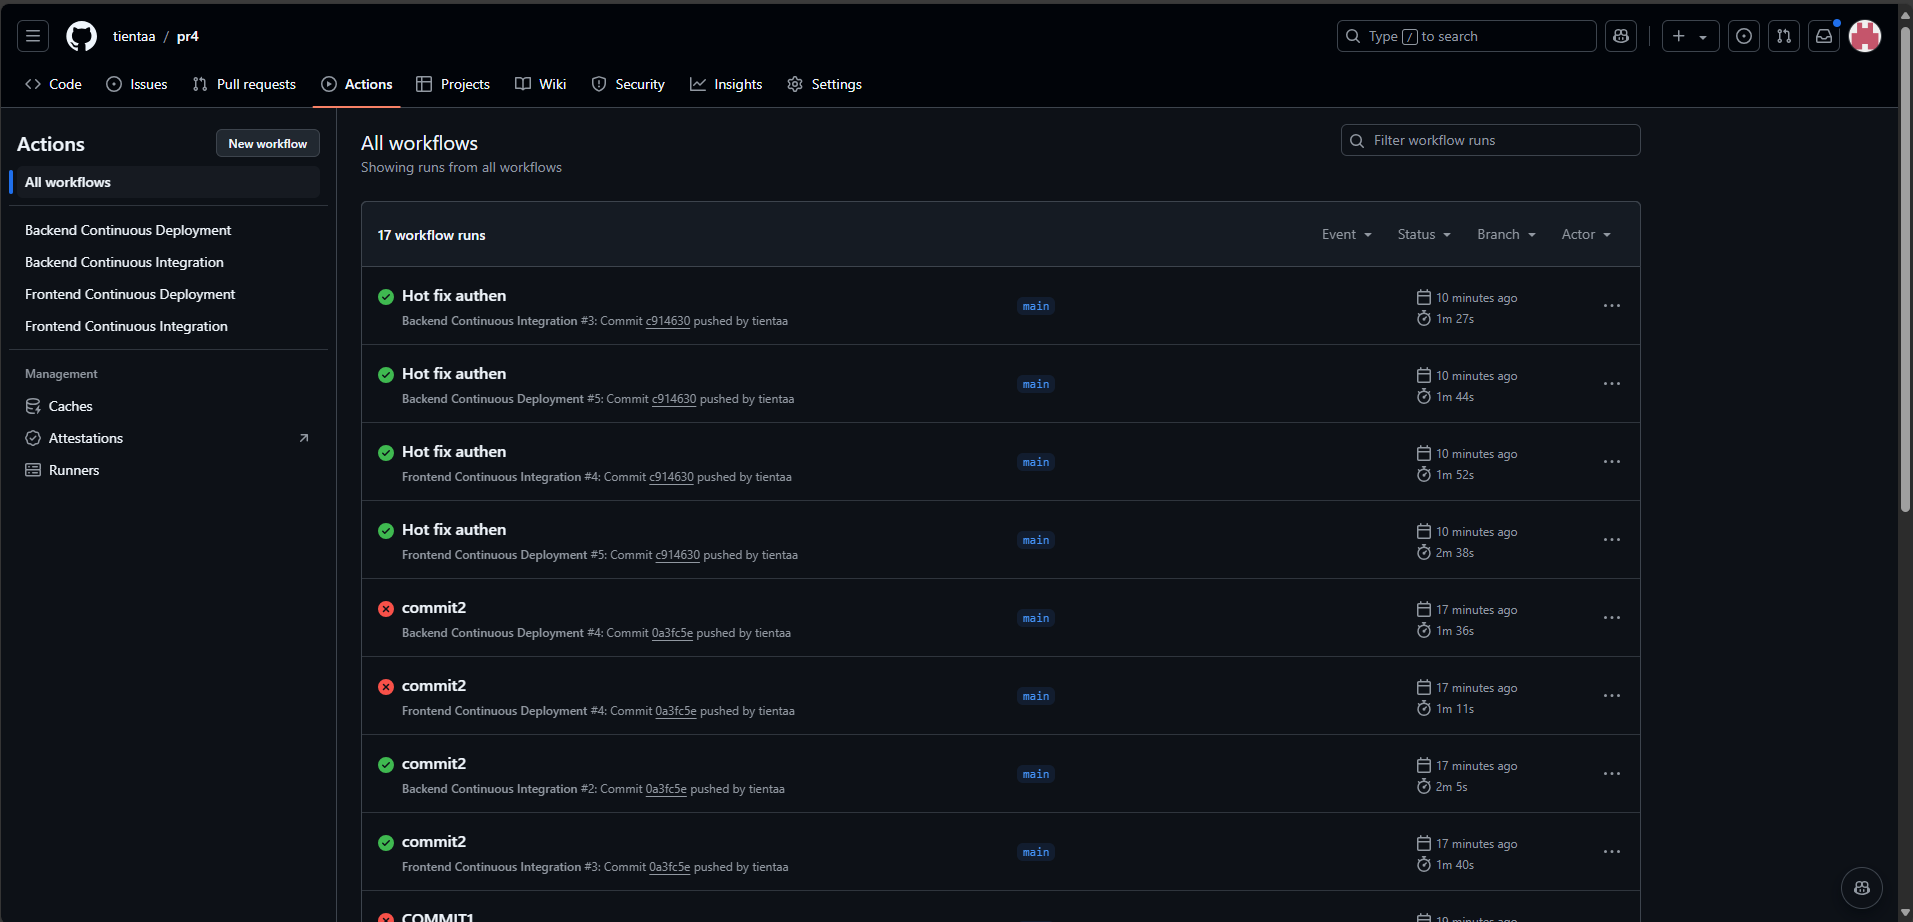 tientaa / pr4
Type / to search
Code
Issues
Pull requests
Actions
Projects
Wiki
Security
Insights
Settings
Actions
New workflow
All workflows
Backend Continuous Deployment
Backend Continuous Integration
Frontend Continuous Deployment
Frontend Continuous Integration
Management
Caches
Attestations
Runners
All workflows
Showing runs from all workflows
Filter workflow runs
17 workflow runs
Event
Status
Branch
Actor
Hot fix authen
Backend Continuous Integration #3: Commit c914630 pushed by tientaa
main
10 minutes ago
1m 27s
Hot fix authen
Backend Continuous Deployment #5: Commit c914630 pushed by tientaa
main
10 minutes ago
1m 44s
Hot fix authen
Frontend Continuous Integration #4: Commit c914630 pushed by tientaa
main
10 minutes ago
1m 52s
Hot fix authen
Frontend Continuous Deployment #5: Commit c914630 pushed by tientaa
main
10 minutes ago
2m 38s
commit2
Backend Continuous Deployment #4: Commit 0a3fc5e pushed by tientaa
main
17 minutes ago
1m 36s
commit2
Frontend Continuous Deployment #4: Commit 0a3fc5e pushed by tientaa
main
17 minutes ago
1m 11s
commit2
Backend Continuous Integration #2: Commit 0a3fc5e pushed by tientaa
main
17 minutes ago
2m 5s
commit2
Frontend Continuous Integration #3: Commit 0a3fc5e pushed by tientaa
main
17 minutes ago
1m 40s
COMMIT1
19 minutes ago